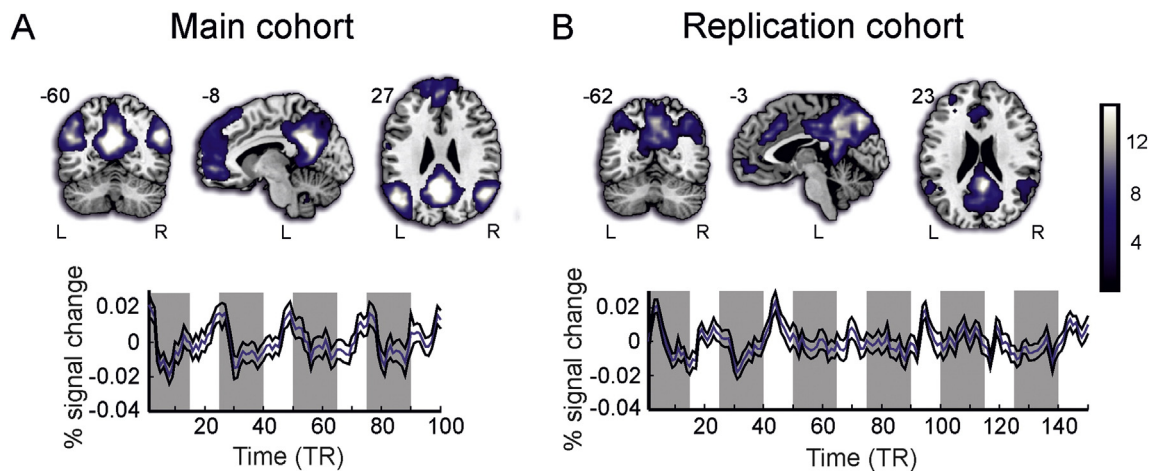 A Main cohort
B Replication cohort
-60 -8 27
-62 -3 23
L R L L R
L R L L R
12
8
4
% signal change
0.02
0
-0.02
-0.04
20 40 60 80 100
Time (TR)
% signal change
0.02
0
-0.02
-0.04
20 40 60 80 100 120 140
Time (TR)